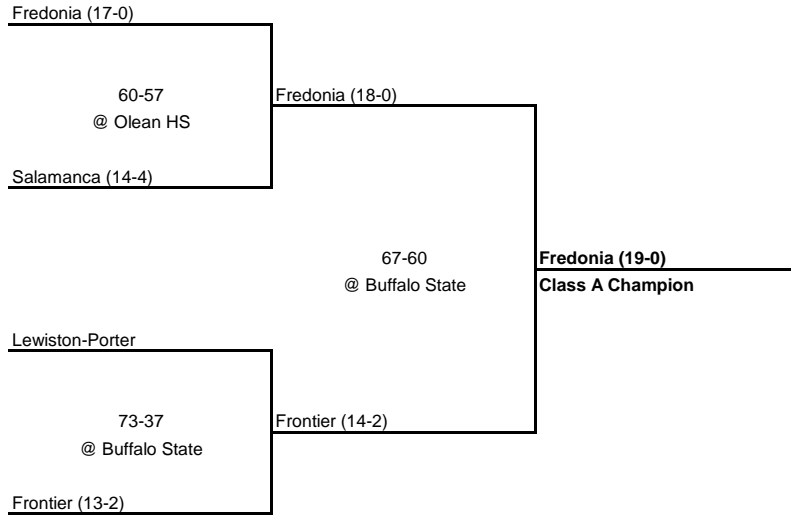 Fredonia (17-0)
60-57
@ Olean HS
Fredonia (18-0)
Salamanca (14-4)
67-60
@ Buffalo State
Fredonia (19-0)
Class A Champion
Lewiston-Porter
73-37
@ Buffalo State
Frontier (14-2)
Frontier (13-2)